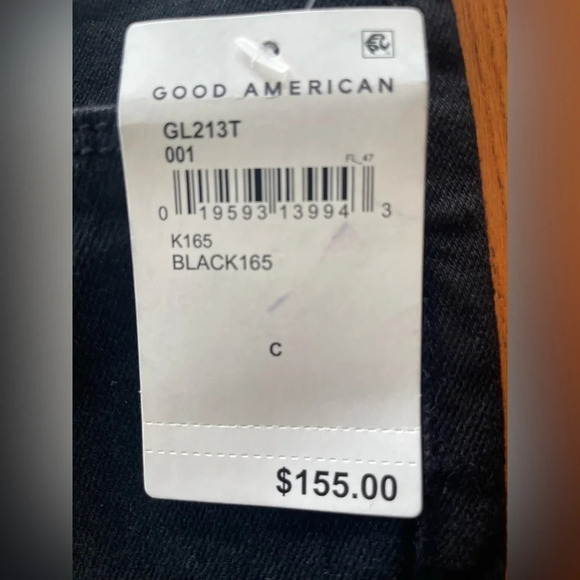 GOOD AMERICAN
GL213T
001
FL_47
0 19593 13994 3
K165
BLACK165
C
$155.00